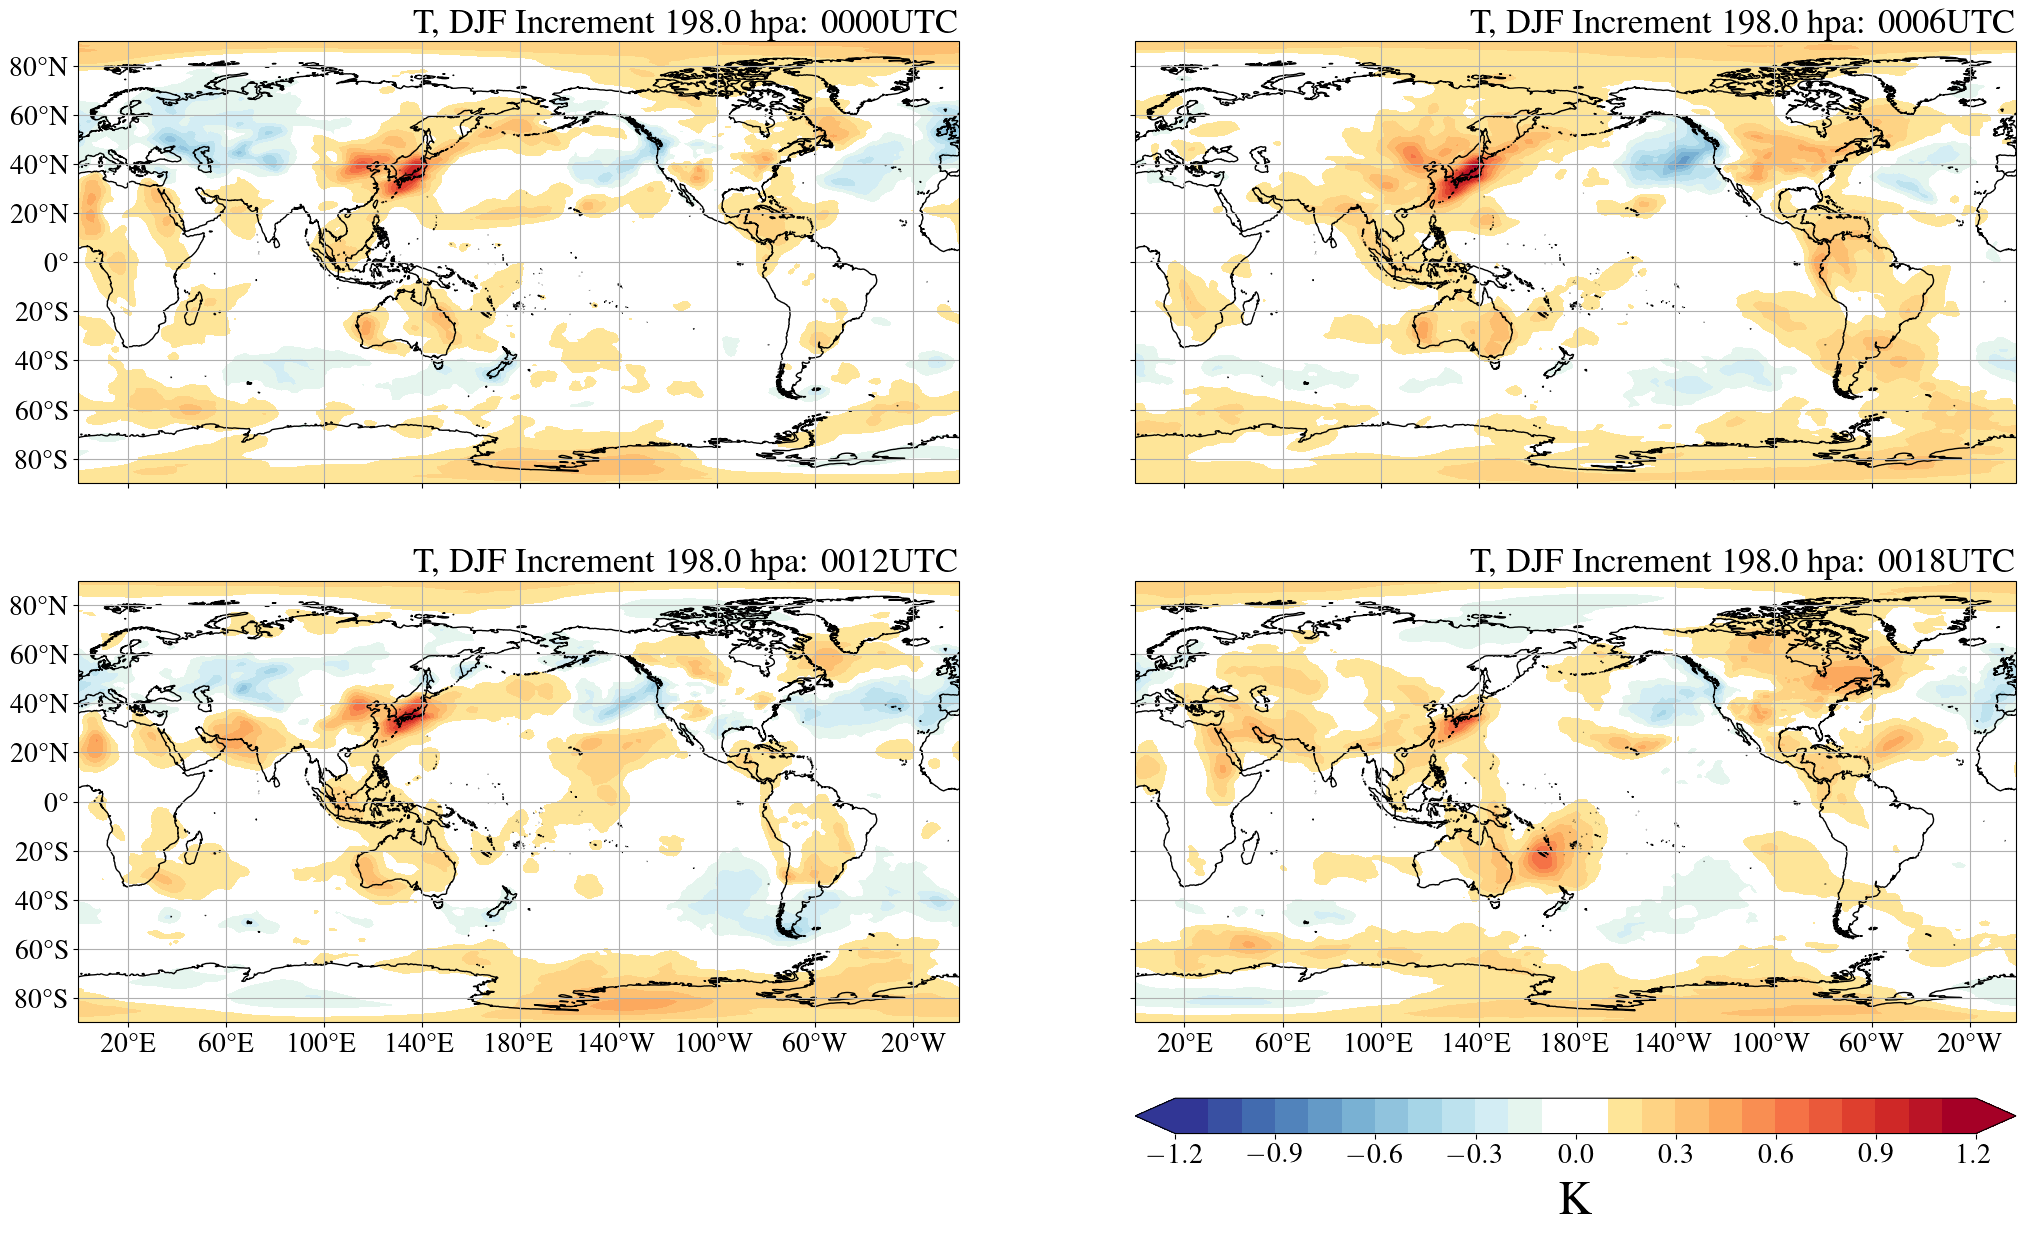 T, DJF Increment 198.0 hpa: 0000UTC
T, DJF Increment 198.0 hpa: 0006UTC
80°N
60°N
40°N
20°N
0°
20°S
40°S
60°S
80°S
T, DJF Increment 198.0 hpa: 0012UTC
T, DJF Increment 198.0 hpa: 0018UTC
80°N
60°N
40°N
20°N
0°
20°S
40°S
60°S
80°S
20°E 60°E 100°E 140°E 180°E 140°W 100°W 60°W 20°W
20°E 60°E 100°E 140°E 180°E 140°W 100°W 60°W 20°W
−1.2 −0.9 −0.6 −0.3 0.0 0.3 0.6 0.9 1.2
K